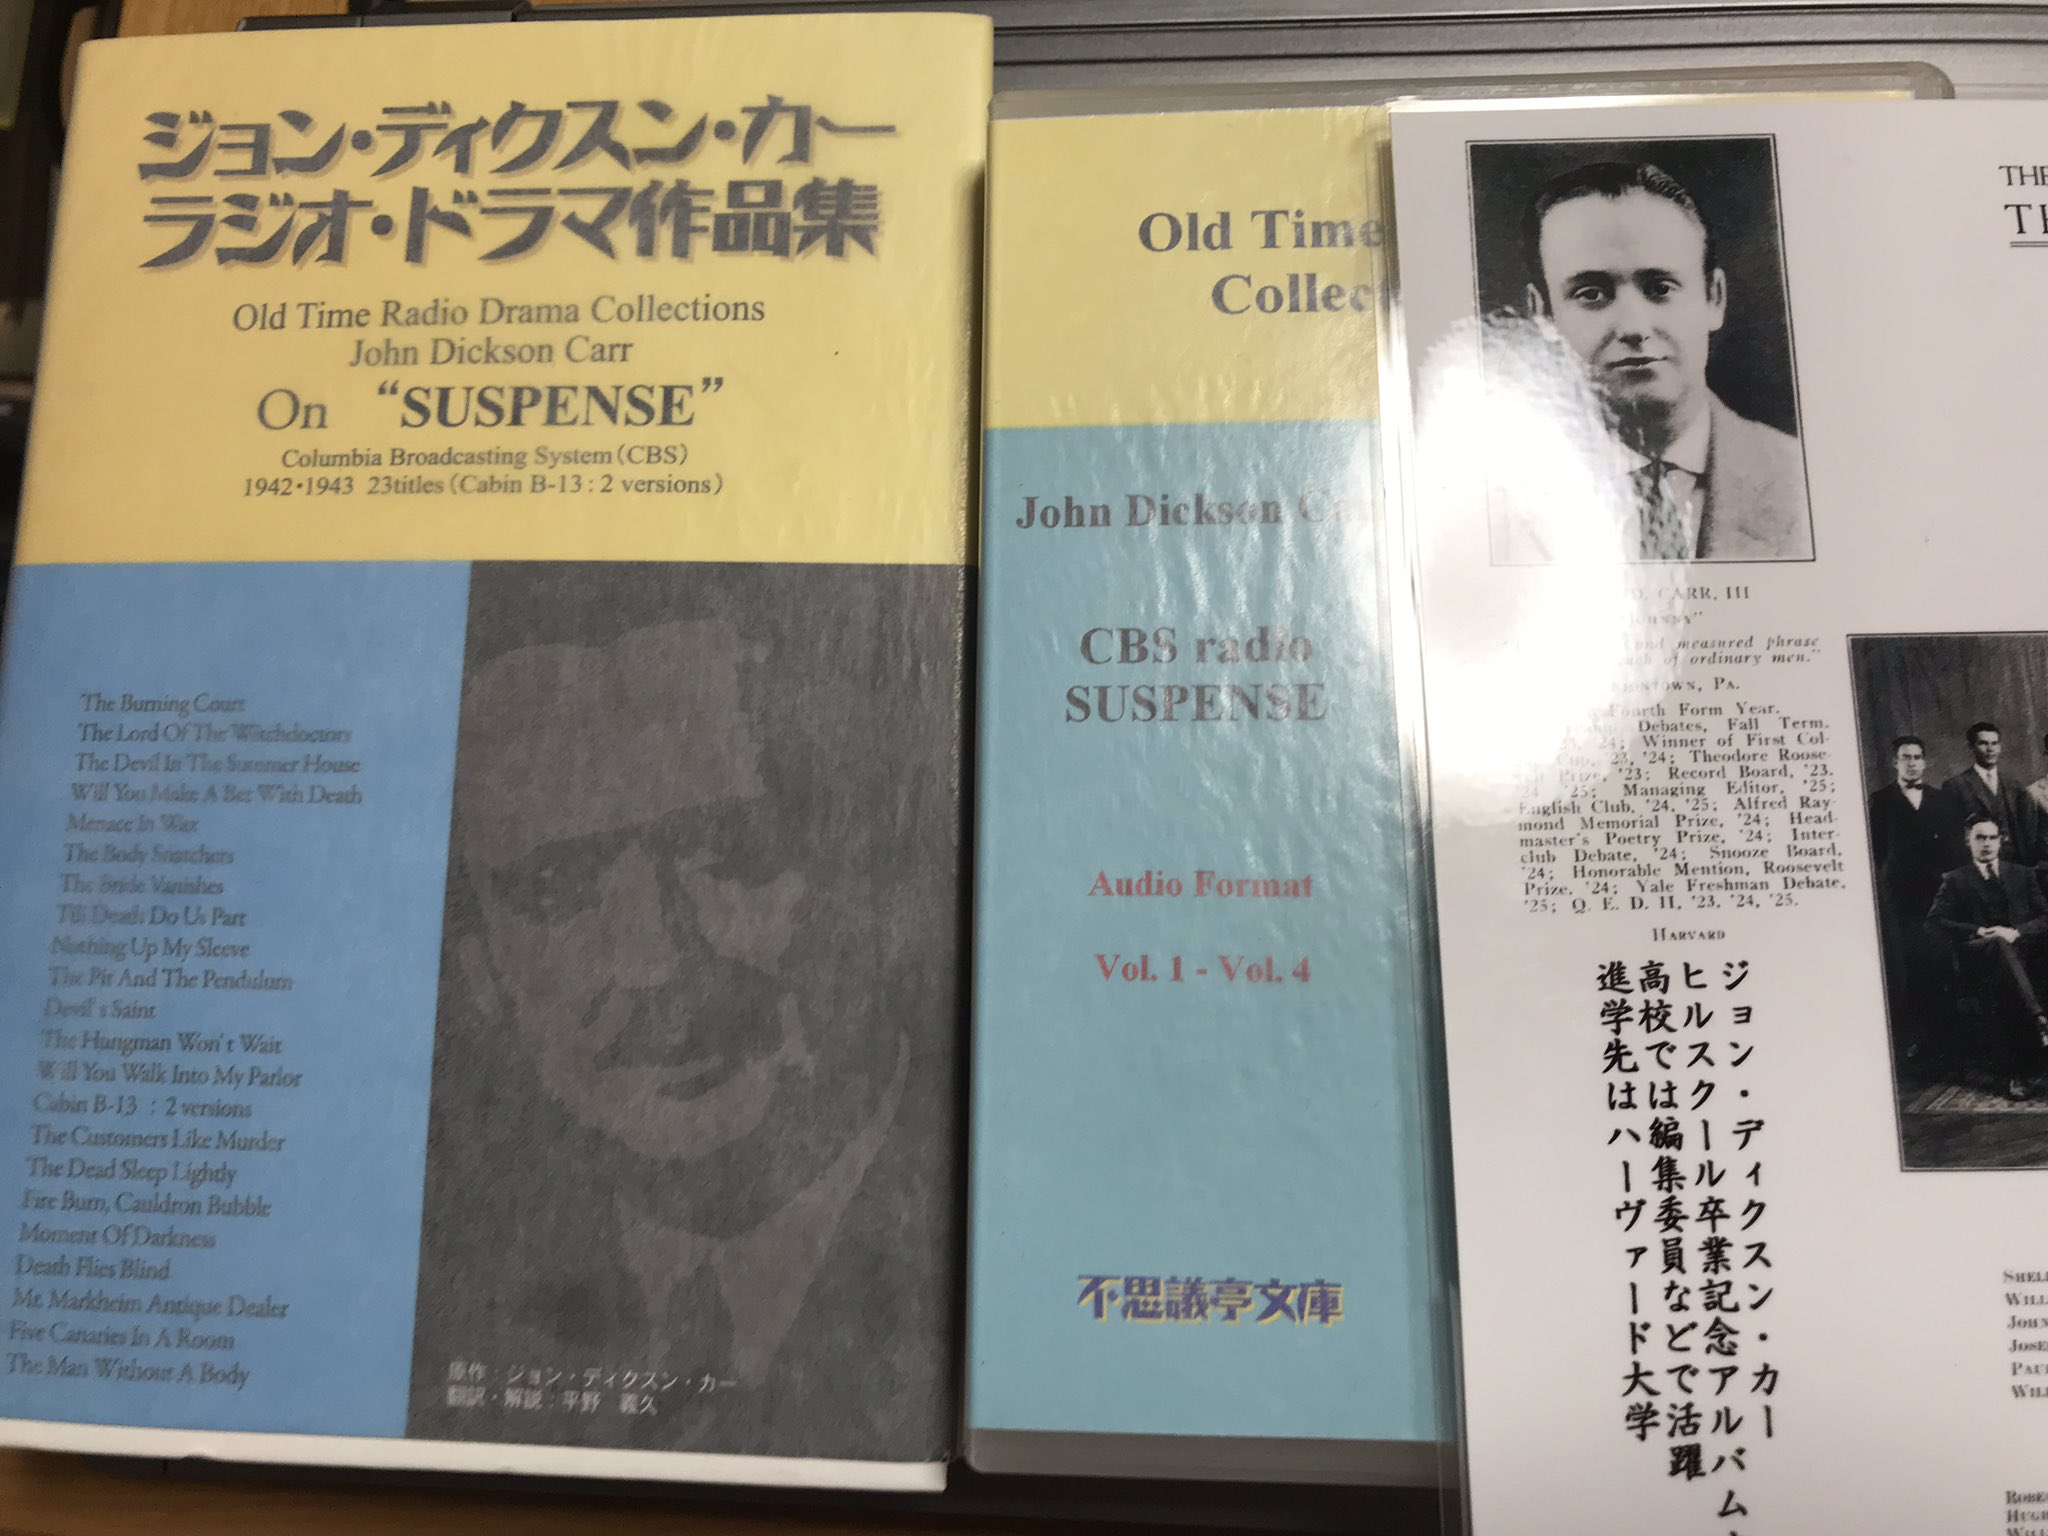 ジョン・ディクスン・カー
ラジオ・ドラマ作品集
Old Time Radio Drama Collections
John Dickson Carr
On “SUSPENSE”
Columbia Broadcasting System(CBS)
1942・1943 23titles(Cabin B-13 : 2 versions)
The Burning Court
The Lord Of The Witchdoctors
The Devil In The Summer House
Will You Make A Bet With Death
Menace In Wax
The Body Snatchers
The Bride Vanishes
Till Death Do Us Part
Nothing Up My Sleeve
The Pit And The Pendulum
Devil's Saint
The Hungman Won't Wait
Will You Walk Into My Parlor
Cabin B-13 : 2 versions
The Customers Like Murder
The Dead Sleep Lightly
Fire Burn, Cauldron Bubble
Moment Of Darkness
Death Flies Blind
Mr. Markheim Antique Dealer
Five Canaries In A Room
The Man Without A Body
原作・ジョン・ディクスン・カー
翻訳・解説：平野 義久
Old Time
Collec
John Dickson Ca
CBS radio
SUSPENSE
Audio Format
Vol. 1 - Vol. 4
不思議亭文庫
THE
CARR, III
"JOHNNY"
and measured phrase
of ordinary men."
PA.
Fourth Form Year.
Debates, Fall Term.
'24; Winner of First Col-
Cup, '23, '24; Theodore Roose-
Prize, '23; Record Board, '23.
'24, '25; Managing Editor, '25;
English Club, '24, '25; Alfred Ray-
mond Memorial Prize, '24; Head-
master's Poetry Prize, '24; Inter-
club Debate, '24; Snooze Board,
'24; Honorable Mention, Roosevelt
Prize, '24; Yale Freshman Debate,
'25; Q. E. D. II, '23, '24, '25.
HARVARD
ジョン・ディクスン・カー
ヒルスクール卒業記念アルバム
高校では編集委員などで活躍
進学先はハーヴァード大学
SHEL
WILL
JOHN
JOSE
PAU
WIL
ROBE
HUGH